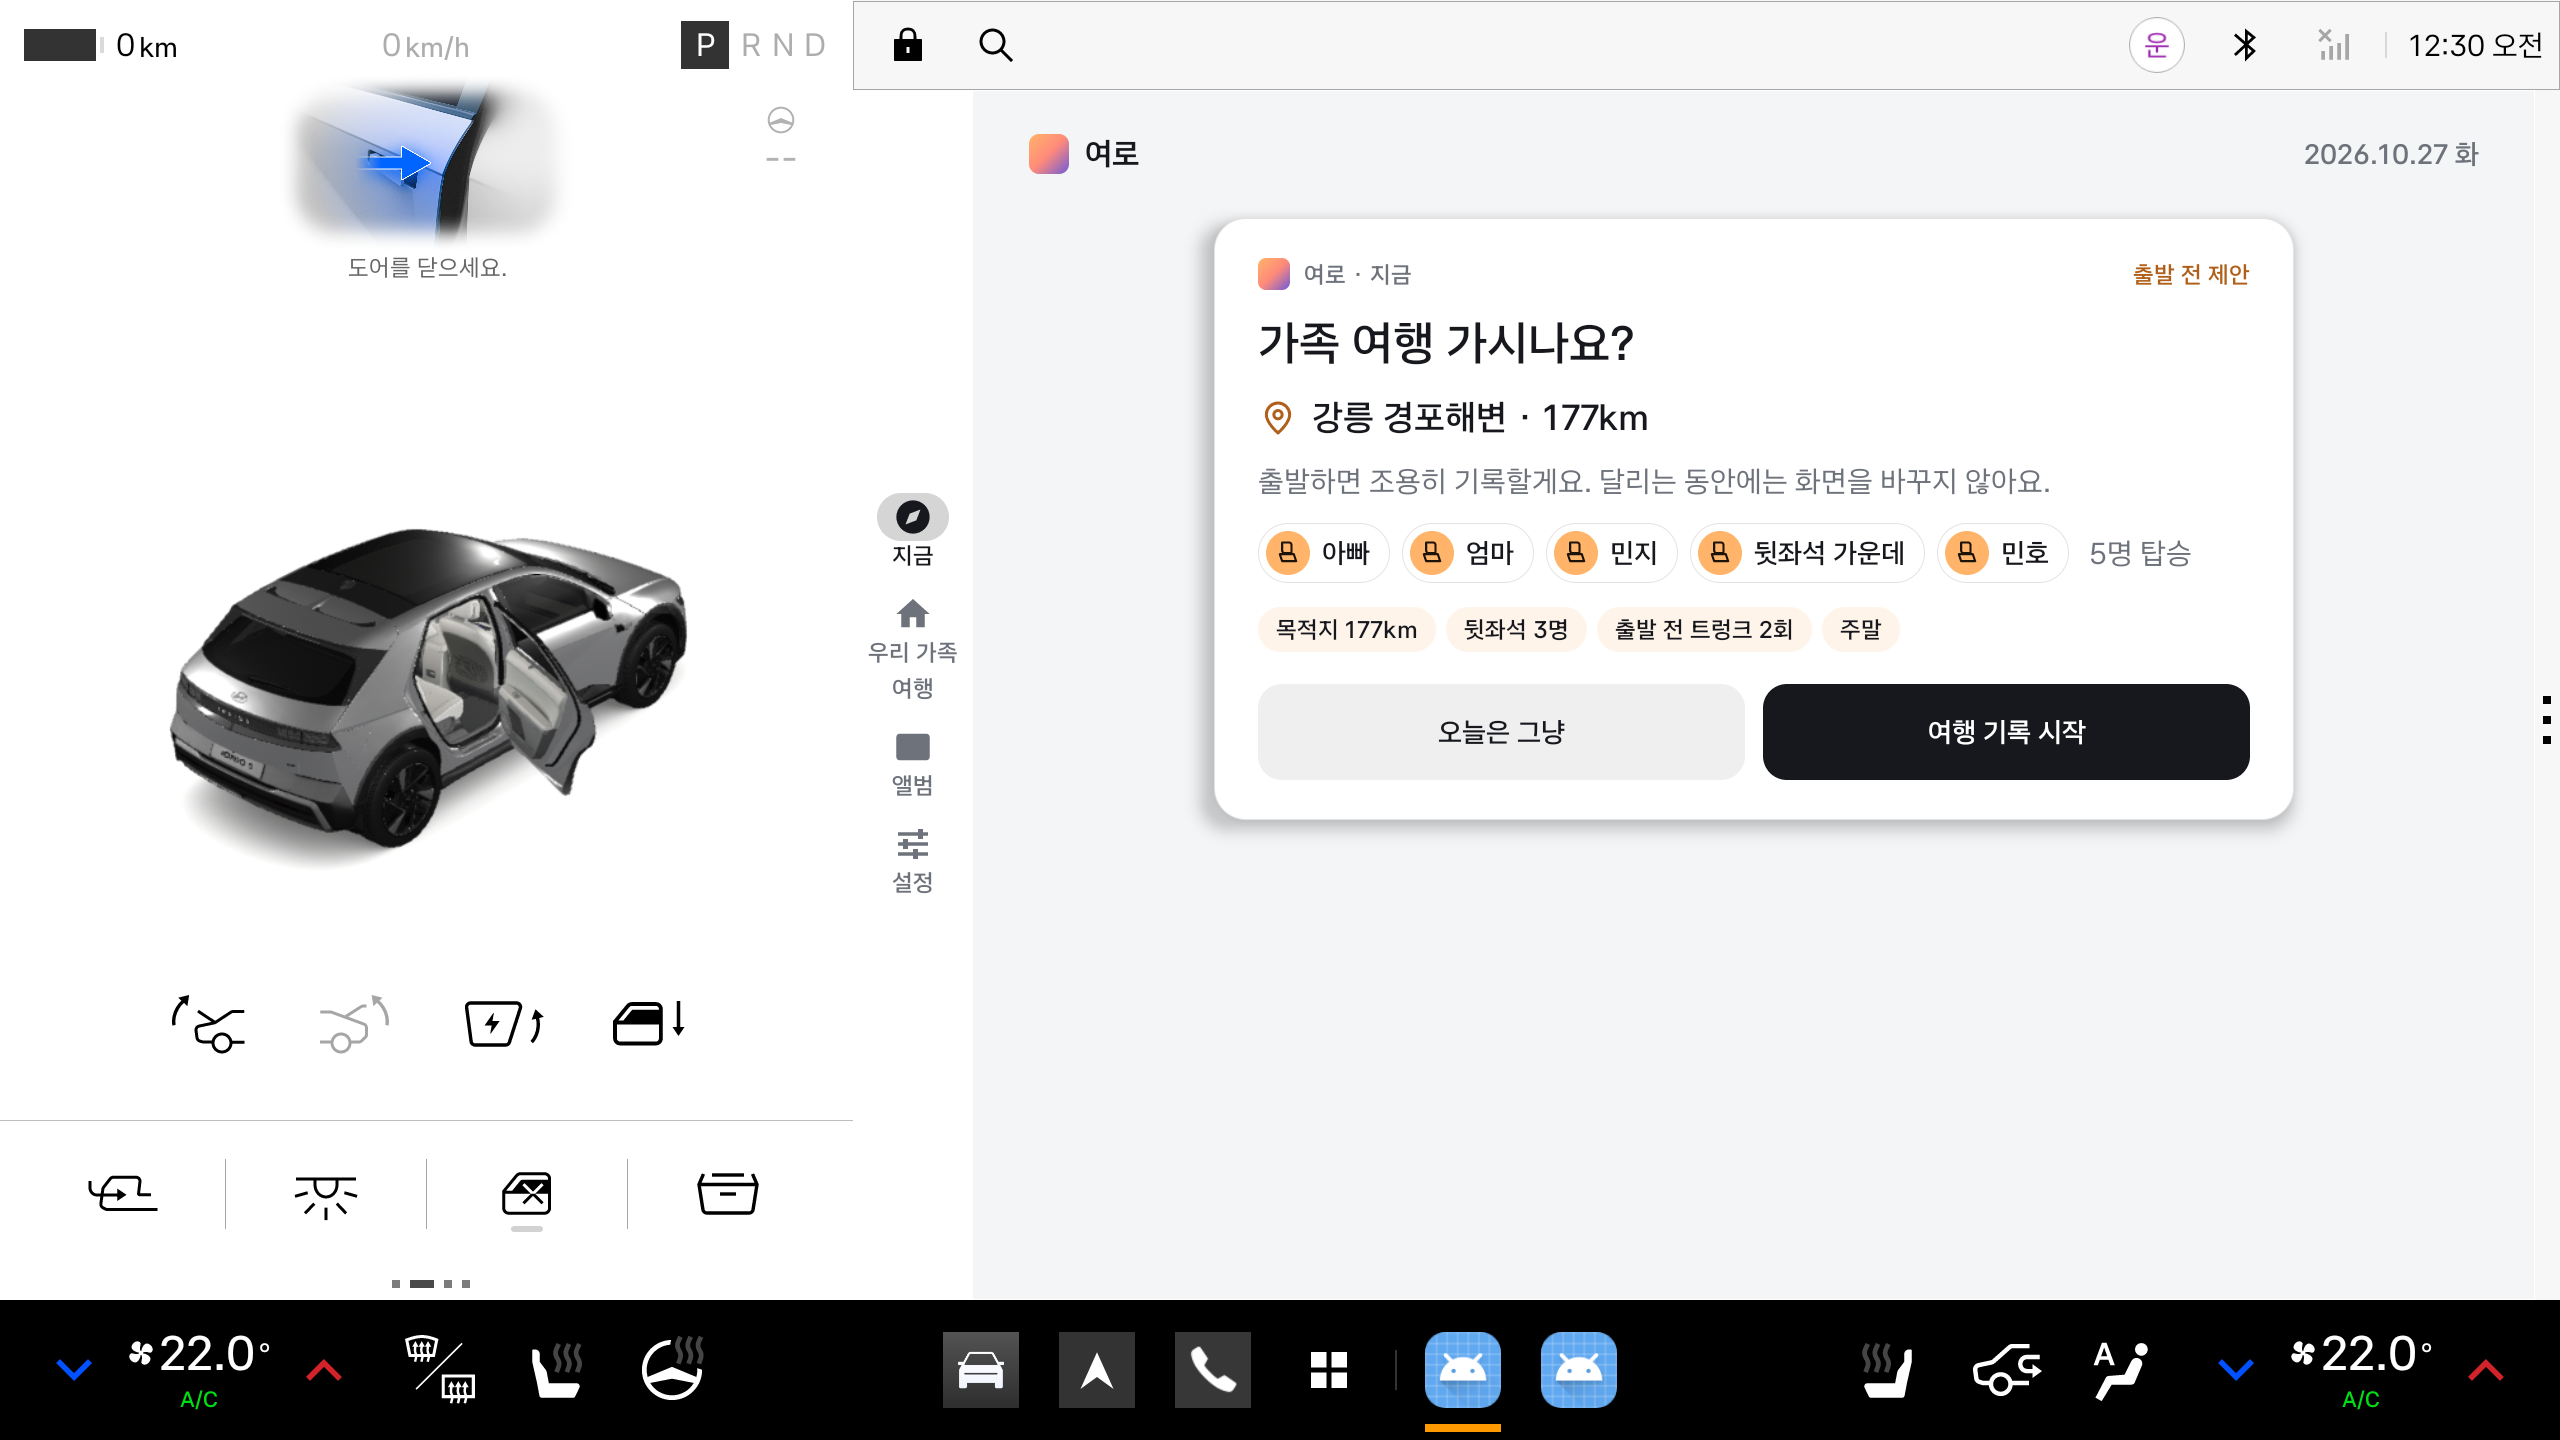 0 km
0 km/h
P R N D
12:30 오전
운
도어를 닫으세요.
--
지금
우리 가족
여행
앨범
설정
여로
2026.10.27 화
여로 · 지금
출발 전 제안
가족 여행 가시나요?
강릉 경포해변 · 177km
출발하면 조용히 기록할게요. 달리는 동안에는 화면을 바꾸지 않아요.
아빠
엄마
민지
뒷좌석 가운데
민호
5명 탑승
목적지 177km
뒷좌석 3명
출발 전 트렁크 2회
주말
오늘은 그냥
여행 기록 시작
22.0°
A/C
A
22.0°
A/C